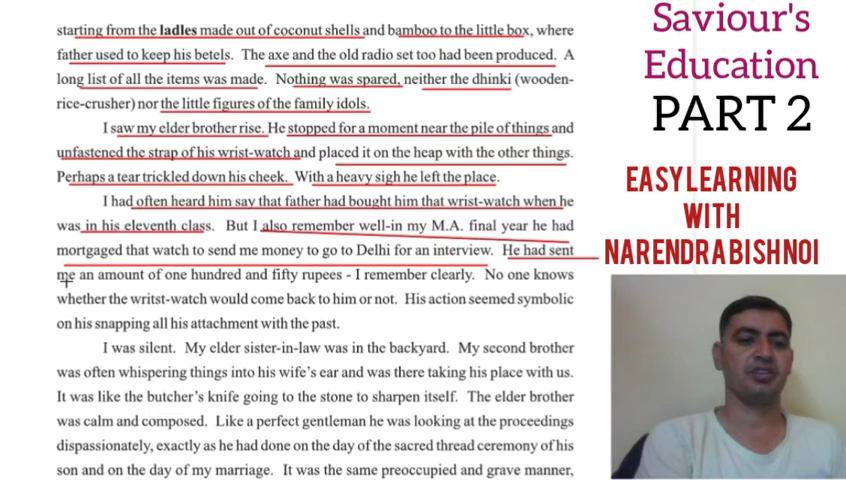 starting from the ladles made out of coconut shells and bamboo to the little box, where
father used to keep his betels. The axe and the old radio set too had been produced. A
long list of all the items was made. Nothing was spared, neither the dhinki (wooden-
rice-crusher) nor the little figures of the family idols.
I saw my elder brother rise. He stopped for a moment near the pile of things and
unfastened the strap of his wrist-watch and placed it on the heap with the other things.
Perhaps a tear trickled down his cheek. With a heavy sigh he left the place.
I had often heard him say that father had bought him that wrist-watch when he
was in his eleventh class. But I also remember well-in my M.A. final year he had
mortgaged that watch to send me money to go to Delhi for an interview. He had sent
me an amount of one hundred and fifty rupees - I remember clearly. No one knows
whether the writst-watch would come back to him or not. His action seemed symbolic
on his snapping all his attachment with the past.
I was silent. My elder sister-in-law was in the backyard. My second brother
was often whispering things into his wife's ear and was there taking his place with us.
It was like the butcher's knife going to the stone to sharpen itself. The elder brother
was calm and composed. Like a perfect gentleman he was looking at the proceedings
dispassionately, exactly as he had done on the day of the sacred thread ceremony of his
son and on the day of my marriage. It was the same preoccupied and grave manner,
Saviour's
Education
PART 2
EASY LEARNING
WITH
NARENDRA BISHNOI